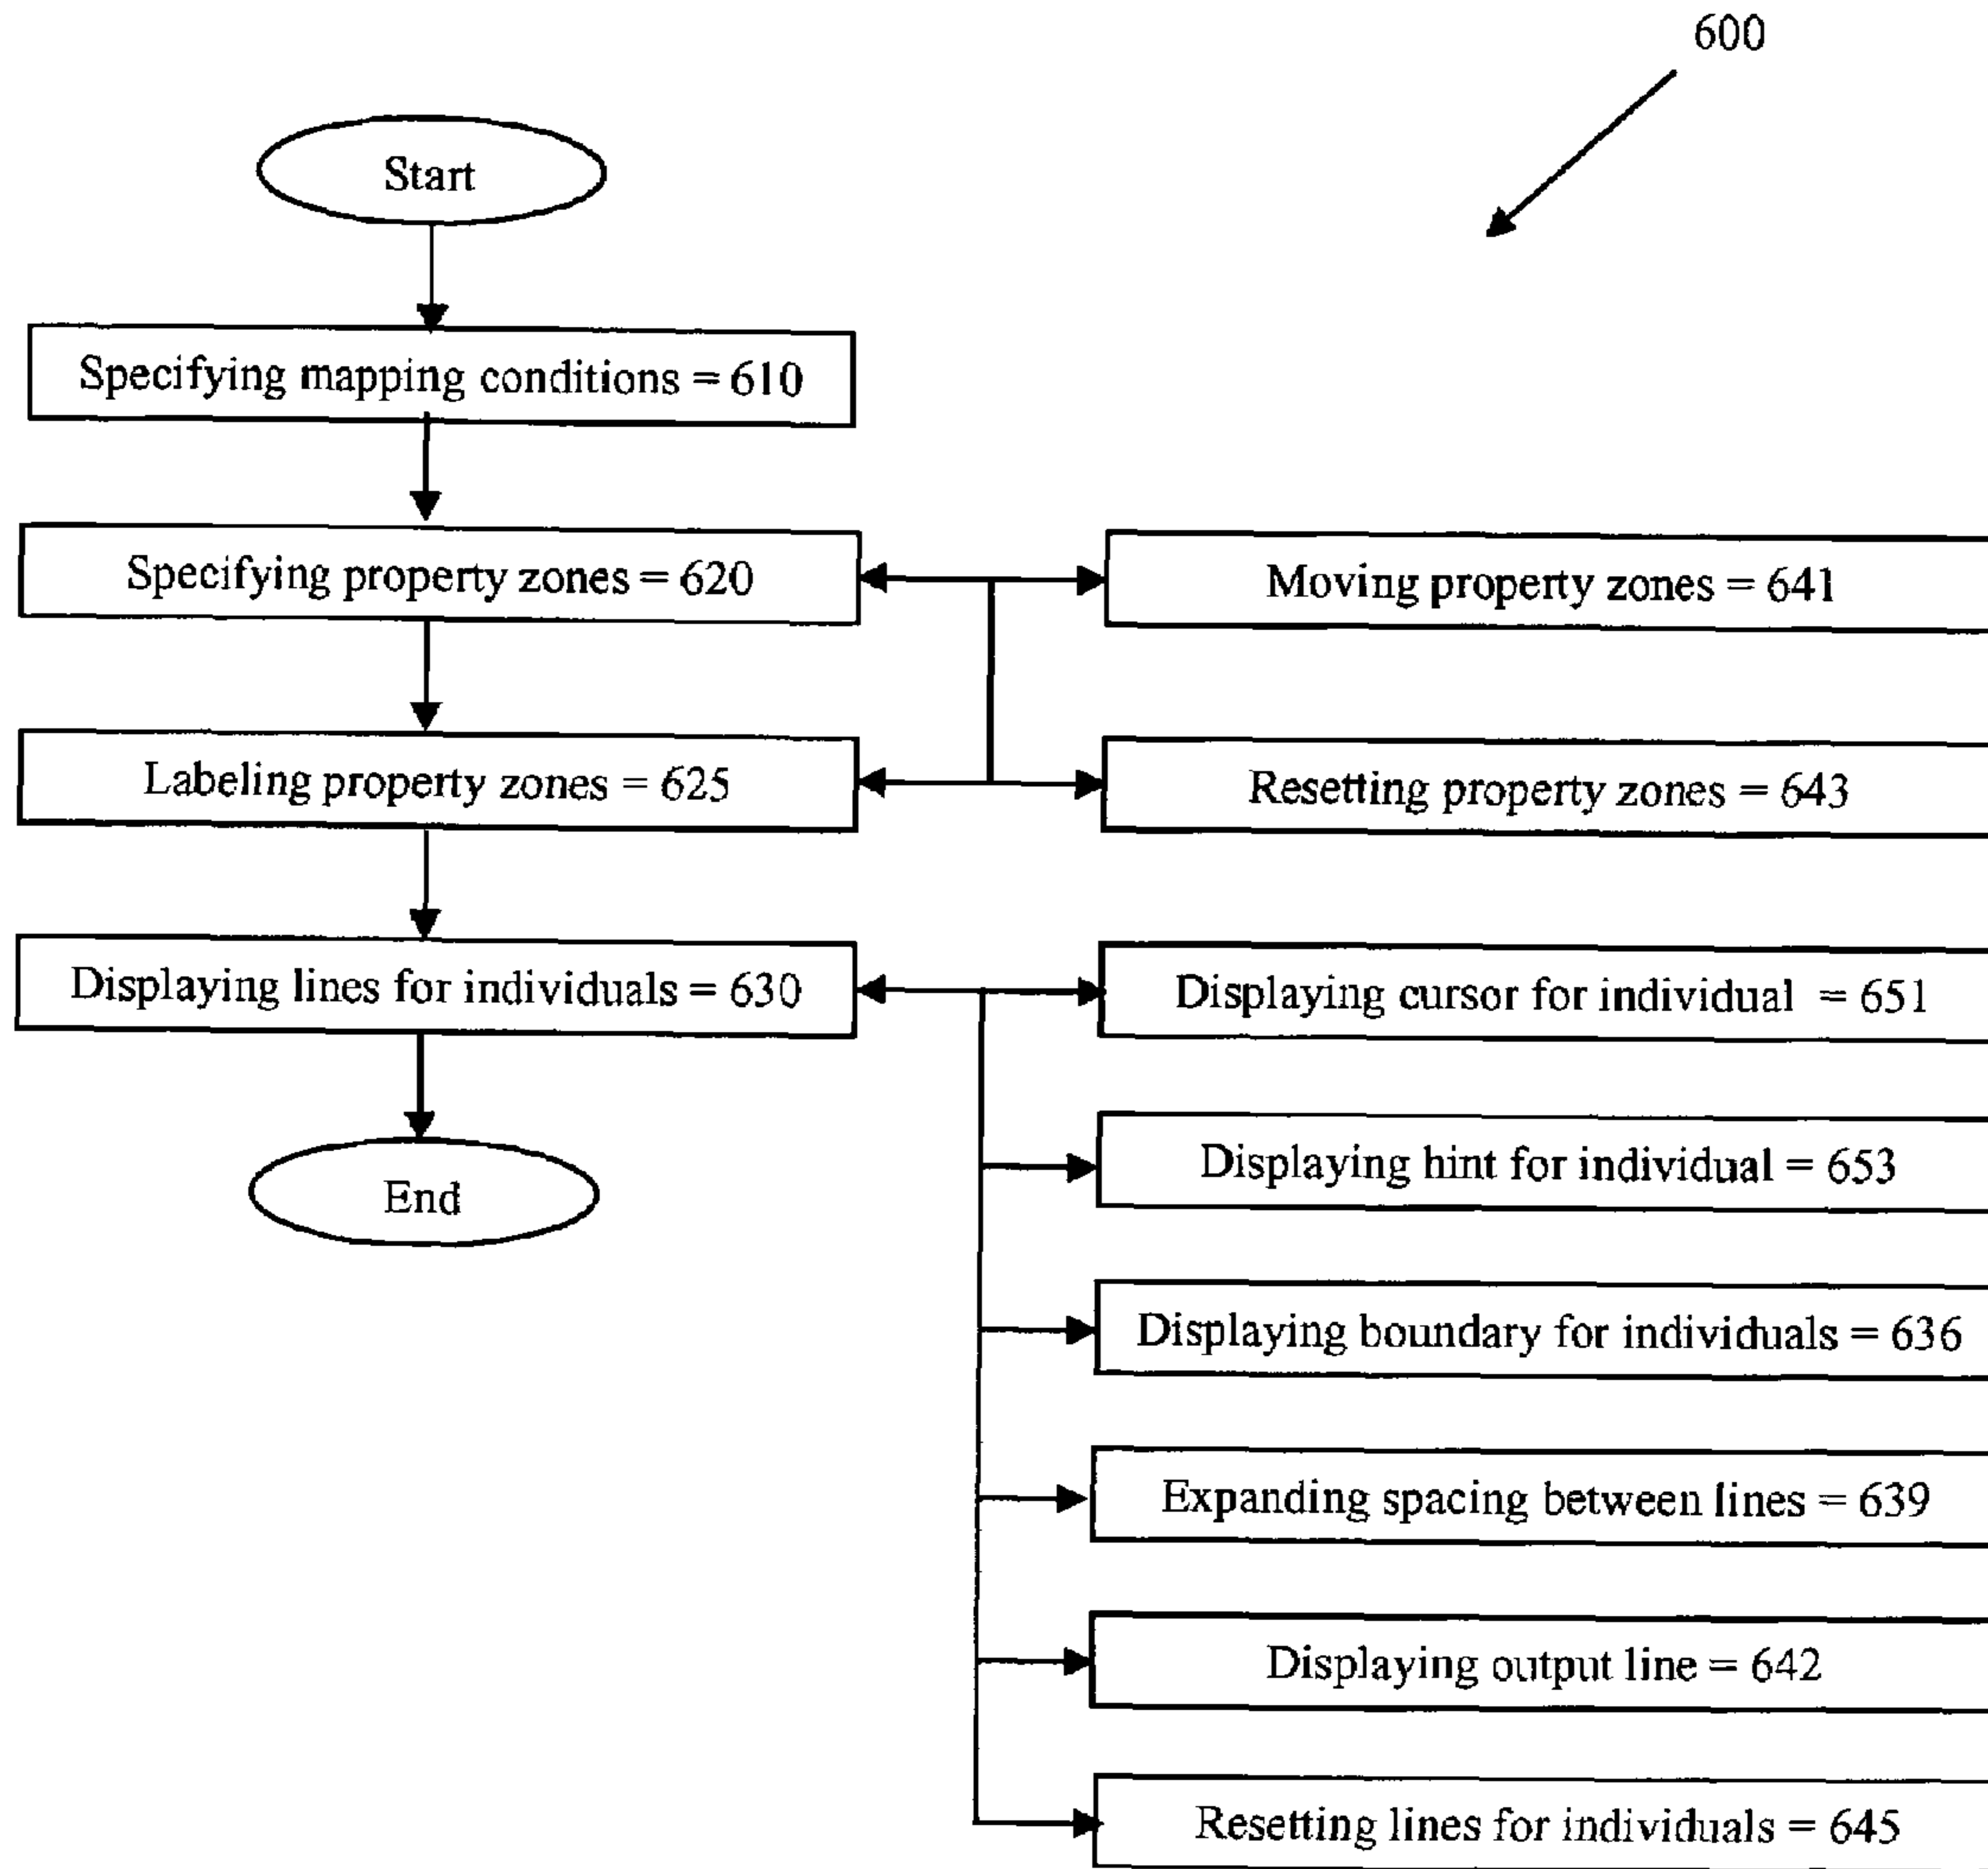 600
Start
Specifying mapping conditions = 610
Specifying property zones = 620
Moving property zones = 641
Labeling property zones = 625
Resetting property zones = 643
Displaying lines for individuals = 630
Displaying cursor for individual = 651
Displaying hint for individual = 653
End
Displaying boundary for individuals = 636
Expanding spacing between lines = 639
Displaying output line = 642
Resetting lines for individuals = 645